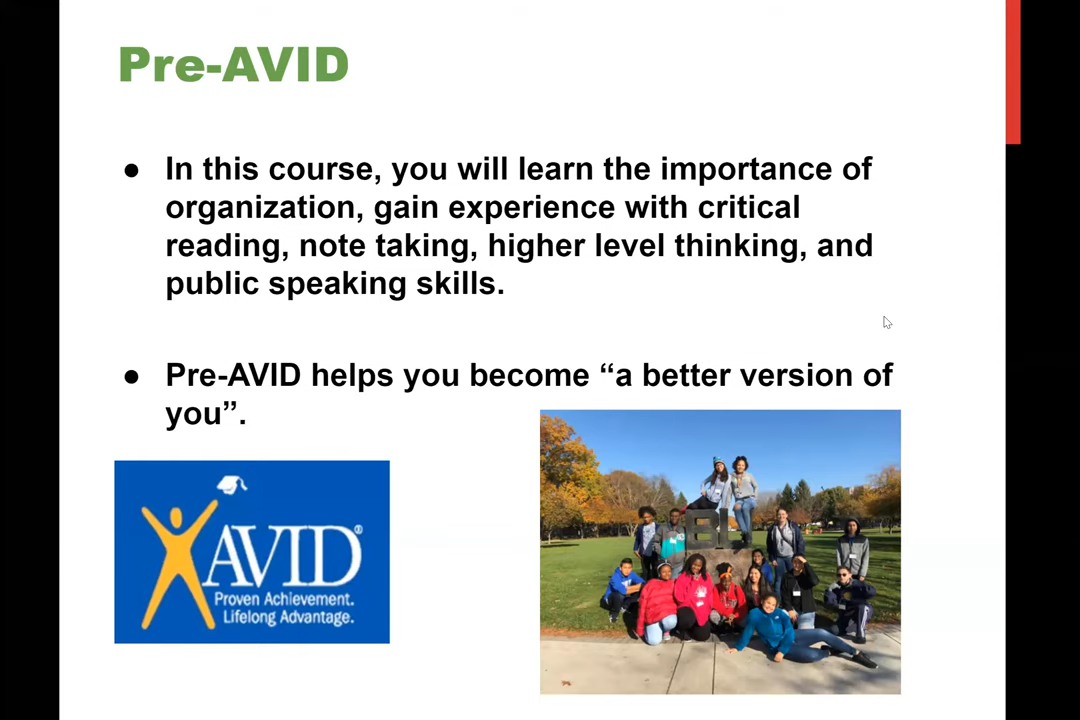 Pre-AVID
● In this course, you will learn the importance of
organization, gain experience with critical
reading, note taking, higher level thinking, and
public speaking skills.
● Pre-AVID helps you become “a better version of
you”.
AVID®
Proven Achievement.
Lifelong Advantage.
BL